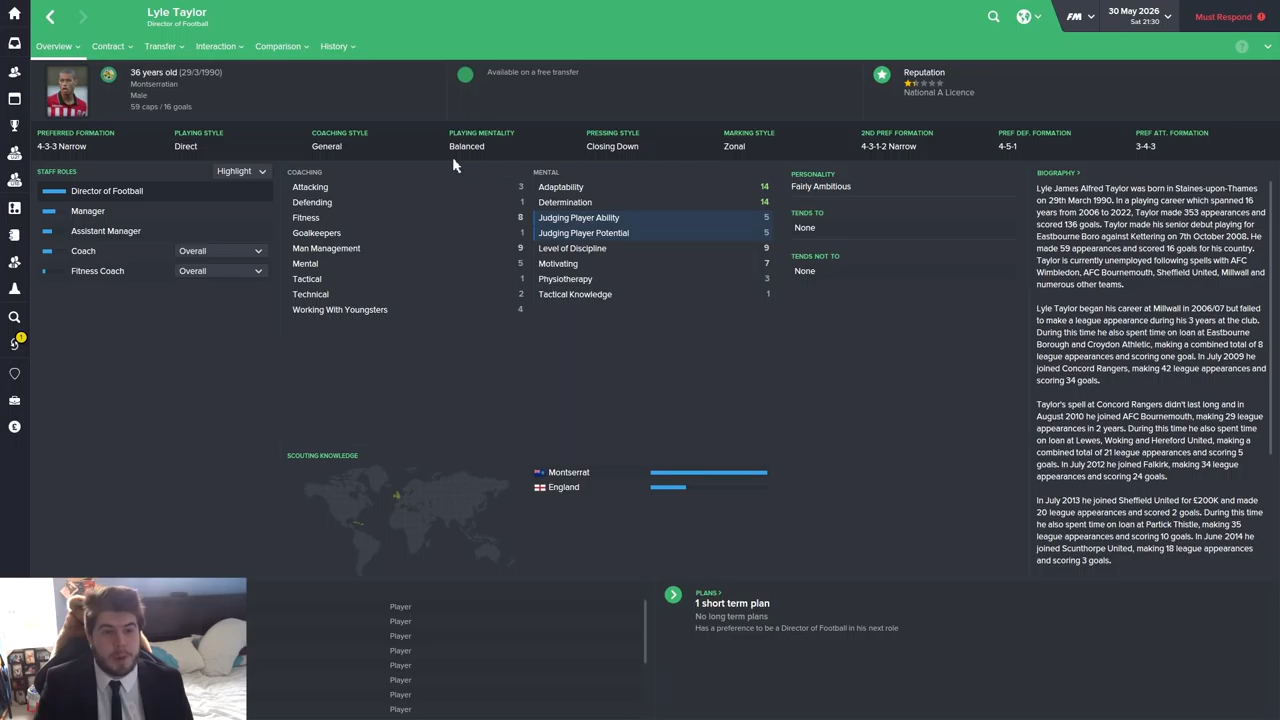 Lyle Taylor
Director of Football
FM
30 May 2026
Sat 21:30
Must Respond
Overview
Contract
Transfer
Interaction
Comparison
History
36 years old (29/3/1990)
Montserratian
Male
59 caps / 16 goals
Available on a free transfer
Reputation
National A Licence
PREFERRED FORMATION
4-3-3 Narrow
PLAYING STYLE
Direct
COACHING STYLE
General
PLAYING MENTALITY
Balanced
PRESSING STYLE
Closing Down
MARKING STYLE
Zonal
2ND PREF FORMATION
4-3-1-2 Narrow
PREF DEF. FORMATION
4-5-1
PREF ATT. FORMATION
3-4-3
STAFF ROLES
Highlight
Director of Football
Manager
Assistant Manager
Coach Overall
Fitness Coach Overall
COACHING
Attacking 3
Defending 1
Fitness 8
Goalkeepers 1
Man Management 9
Mental 5
Tactical 1
Technical 2
Working With Youngsters 4
MENTAL
Adaptability 14
Determination 14
Judging Player Ability 5
Judging Player Potential 5
Level of Discipline 9
Motivating 7
Physiotherapy 3
Tactical Knowledge 1
PERSONALITY
Fairly Ambitious
TENDS TO
None
TENDS NOT TO
None
BIOGRAPHY >
Lyle James Alfred Taylor was born in Staines-upon-Thames
on 29th March 1990. In a playing career which spanned 16
years from 2006 to 2022, Taylor made 353 appearances and
scored 136 goals. Taylor made his senior debut playing for
Eastbourne Boro against Kettering on 7th October 2008. He
made 59 appearances and scored 16 goals for his country.
Taylor is currently unemployed following spells with AFC
Wimbledon, AFC Bournemouth, Sheffield United, Millwall and
numerous other teams.
Lyle Taylor began his career at Millwall in 2006/07 but failed
to make a league appearance during his 3 years at the club.
During this time he also spent time on loan at Eastbourne
Borough and Croydon Athletic, making a combined total of 8
league appearances and scoring one goal. In July 2009 he
joined Concord Rangers, making 42 league appearances and
scoring 34 goals.
Taylor's spell at Concord Rangers didn't last long and in
August 2010 he joined AFC Bournemouth, making 29 league
appearances in 2 years. During this time he also spent time
on loan at Lewes, Woking and Hereford United, making a
combined total of 21 league appearances and scoring 5
goals. In July 2012 he joined Falkirk, making 34 league
appearances and scoring 24 goals.
In July 2013 he joined Sheffield United for £200K and made
20 league appearances and scored 2 goals. During this time
he also spent time on loan at Partick Thistle, making 35
league appearances and scoring 10 goals. In June 2014 he
joined Scunthorpe United, making 18 league appearances
and scoring 3 goals.
SCOUTING KNOWLEDGE
Montserrat
England
Player
Player
Player
Player
Player
Player
Player
Player
PLANS >
1 short term plan
No long term plans
Has a preference to be a Director of Football in his next role